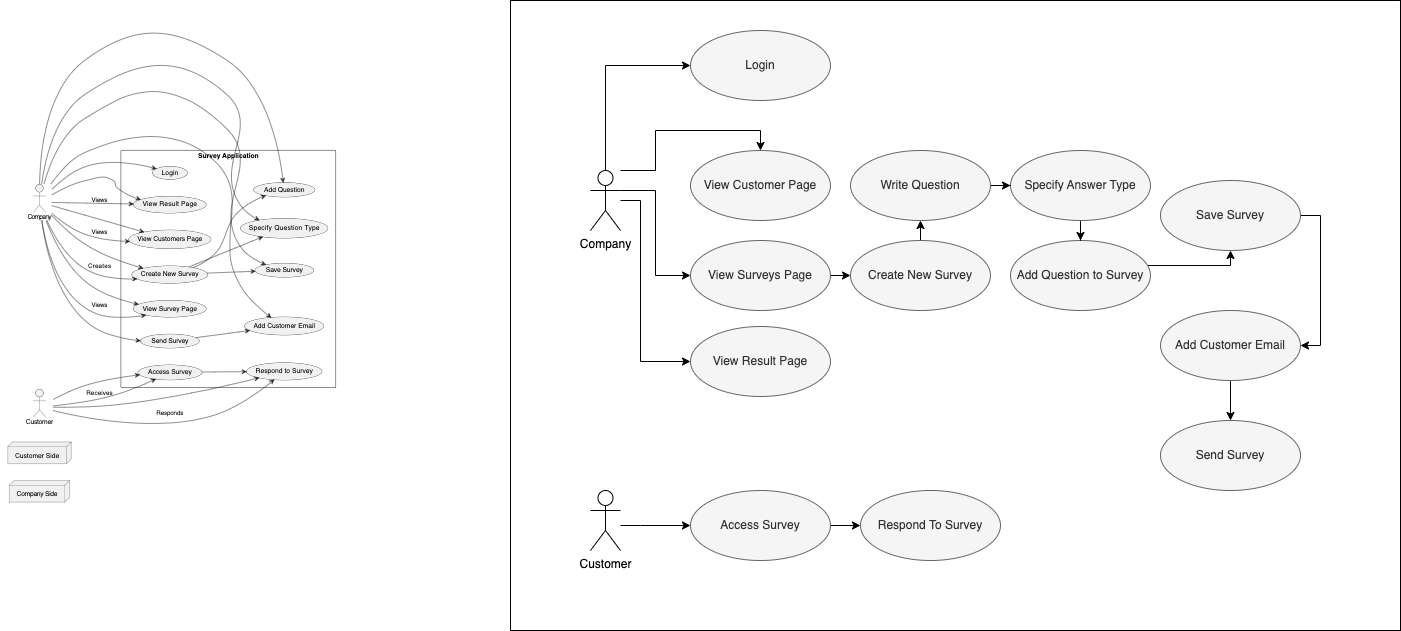 Survey Application
Login
Add Question
Views
View Result Page
Company
Specify Question Type
Views
View Customers Page
Creates
Create New Survey
Save Survey
Views
View Survey Page
Add Customer Email
Send Survey
Access Survey
Respond to Survey
Receives
Responds
Customer
Customer Side
Company Side
Login
View Customer Page
Write Question
Specify Answer Type
Save Survey
Company
View Surveys Page
Create New Survey
Add Question to Survey
View Result Page
Add Customer Email
Send Survey
Access Survey
Respond To Survey
Customer